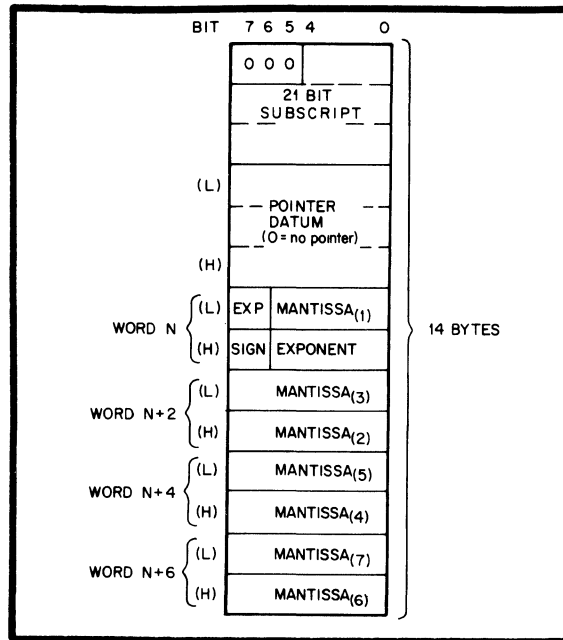 BIT 7 6 5 4 0
0 0 0
21 BIT
SUBSCRIPT
(L)
POINTER
DATUM
(0 = no pointer)
(H)
WORD N (L) EXP MANTISSA(1) 14 BYTES
(H) SIGN EXPONENT
WORD N+2 (L) MANTISSA(3)
(H) MANTISSA(2)
WORD N+4 (L) MANTISSA(5)
(H) MANTISSA(4)
WORD N+6 (L) MANTISSA(7)
(H) MANTISSA(6)